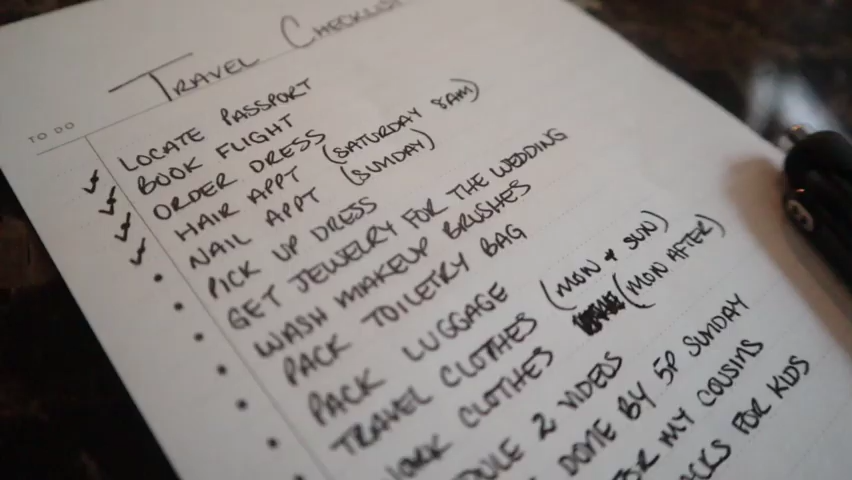 TRAVEL CHECKLIST
TO DO
LOCATE PASSPORT
BOOK FLIGHT
ORDER DRESS
HAIR APPT (SATURDAY 8AM)
NAIL APPT (SUNDAY)
PICK UP DRESS
GET JEWELRY FOR THE WEDDING
WASH MAKEUP BRUSHES
PACK TOILETRY BAG
PACK LUGGAGE
TRAVEL CLOTHES (MON + SUN)
WORK CLOTHES (MON AFTER)
2 VIDEOS
DONE BY 5P SUNDAY
FOR MY COUSINS
FOR KIDS